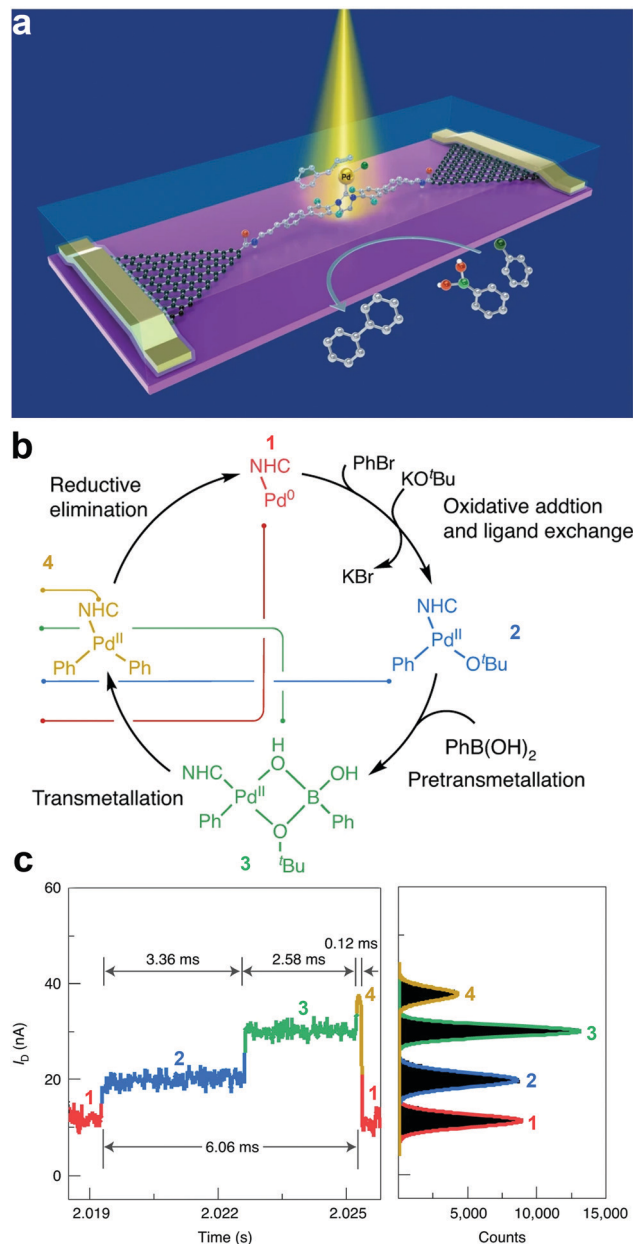 a
Pd
b
1
NHC
Pd⁰
PhBr
KOᵗBu
KBr
Oxidative addtion
and ligand exchange
Reductive
elimination
4
NHC
Pdᴵᴵ
Ph
Ph
NHC
Pdᴵᴵ
2
Ph
OᵗBu
PhB(OH)₂
Pretransmetallation
Transmetallation
H
NHC
O
OH
Pdᴵᴵ
B
Ph
O
Ph
ᵗBu
3
c
60
40
20
0
I_D (nA)
0.12 ms
3.36 ms
2.58 ms
4
3
2
1
1
6.06 ms
2.019
2.022
2.025
Time (s)
4
3
2
1
5,000
10,000
15,000
Counts